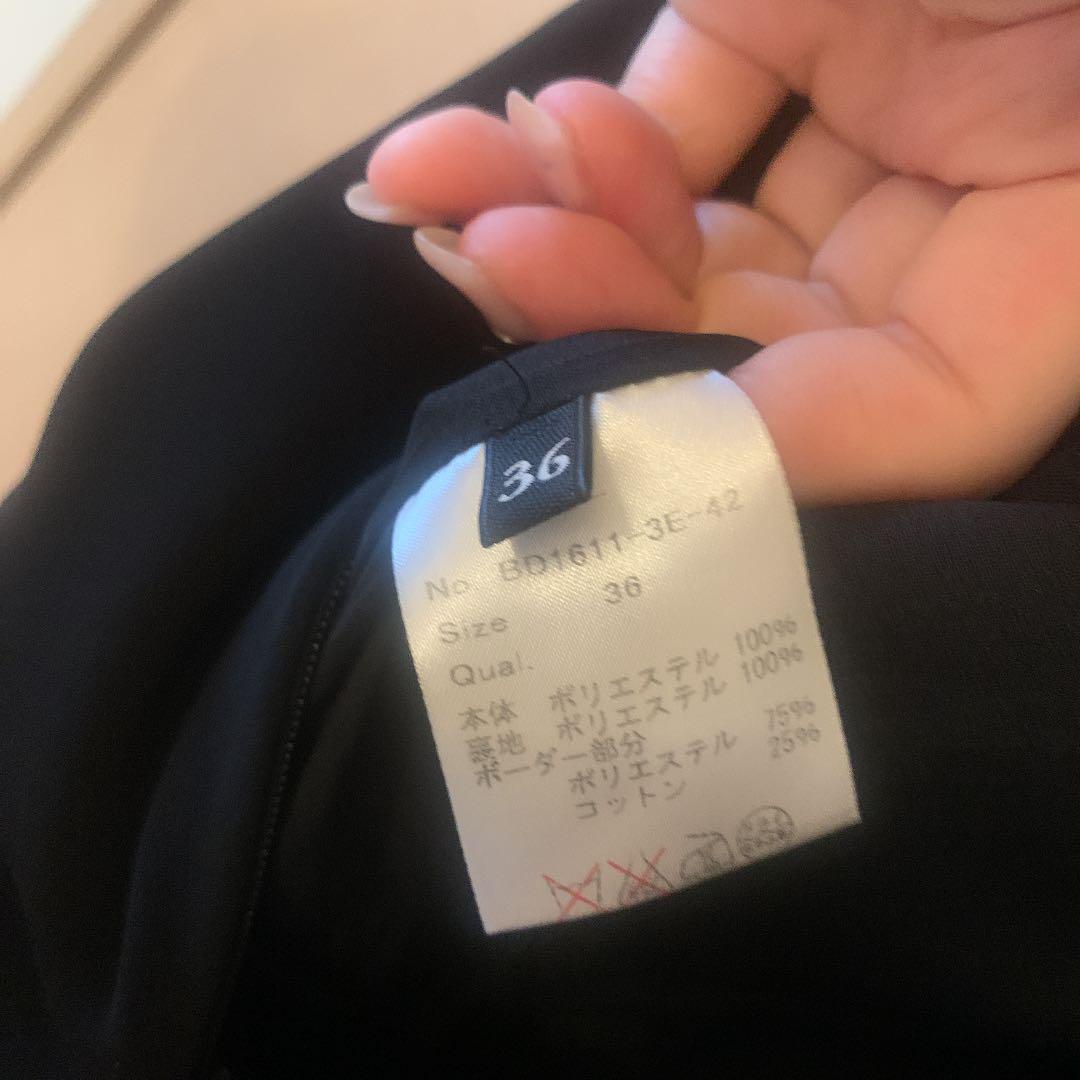 36
No BD1611-3E-42
Size 36
Qual.
本体 ポリエステル 100%
裏地 ポリエステル 100%
ボーダー部分
ポリエステル 75%
コットン 25%